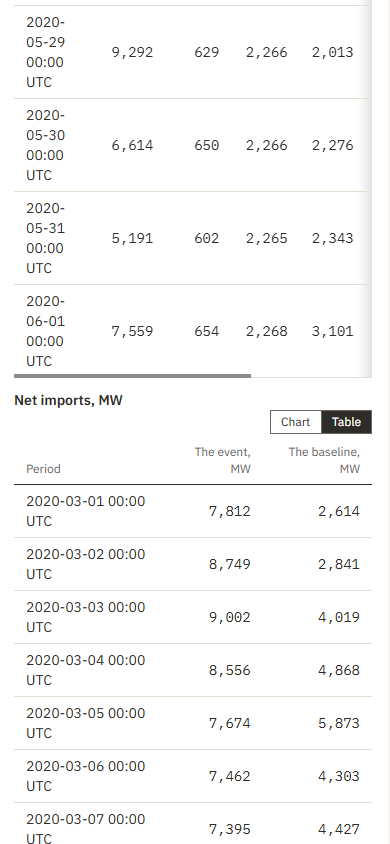 2020-
05-29
00:00
UTC
9,292 629 2,266 2,013
2020-
05-30
00:00
UTC
6,614 650 2,266 2,276
2020-
05-31
00:00
UTC
5,191 602 2,265 2,343
2020-
06-01
00:00
UTC
7,559 654 2,268 3,101
Net imports, MW
Chart Table
Period
The event,
MW
The baseline,
MW
2020-03-01 00:00
UTC
7,812 2,614
2020-03-02 00:00
UTC
8,749 2,841
2020-03-03 00:00
UTC
9,002 4,019
2020-03-04 00:00
UTC
8,556 4,868
2020-03-05 00:00
UTC
7,674 5,873
2020-03-06 00:00
UTC
7,462 4,303
2020-03-07 00:00
UTC
7,395 4,427